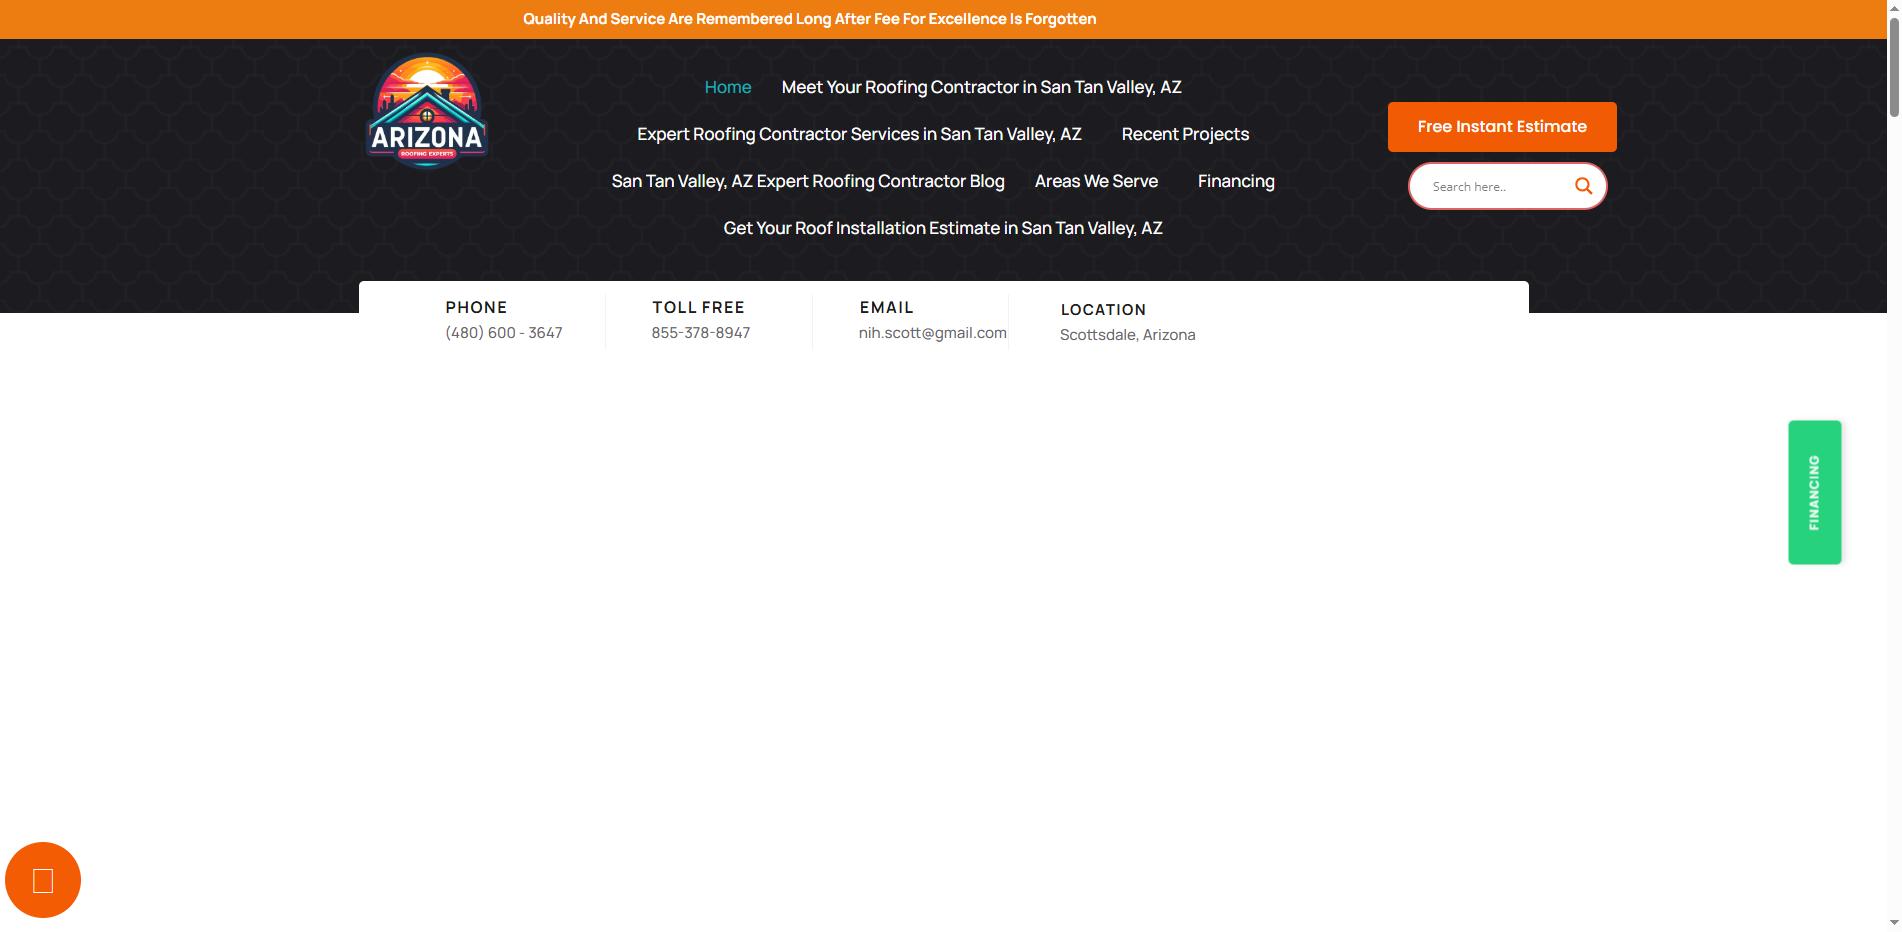 Quality And Service Are Remembered Long After Fee For Excellence Is Forgotten
ARIZONA
ROOFING EXPERTS
Home Meet Your Roofing Contractor in San Tan Valley, AZ
Expert Roofing Contractor Services in San Tan Valley, AZ Recent Projects
San Tan Valley, AZ Expert Roofing Contractor Blog Areas We Serve Financing
Get Your Roof Installation Estimate in San Tan Valley, AZ
Free Instant Estimate
Search here..
PHONE
(480) 600 - 3647
TOLL FREE
855-378-8947
EMAIL
nih.scott@gmail.com
LOCATION
Scottsdale, Arizona
FINANCING